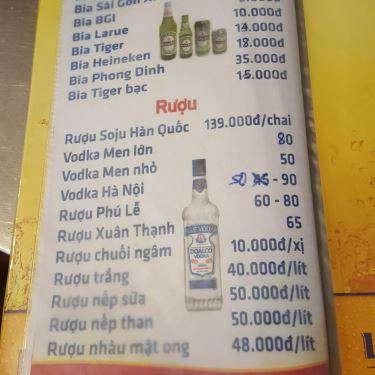 Bia Sài Gòn
Bia BGI 10.000đ
Bia Larue 14.000đ
Bia Tiger 18.000đ
Bia Heineken 35.000đ
Bia Phong Dinh 15.000đ
Bia Tiger bạc
Rượu
Rượu Soju Hàn Quốc 139.000đ/chai
Vodka Men lớn 80
Vodka Men nhỏ 50
Vodka Hà Nội 50 45 - 90
Rượu Phú Lễ 60 - 80
Rượu Xuân Thạnh 65
Rượu chuối ngâm 10.000đ/xị
Rượu trắng 40.000đ/lít
Rượu nếp sữa 50.000đ/lít
Rượu nếp than 50.000đ/lít
Rượu nhàu mật ong 48.000đ/lít
VODKA